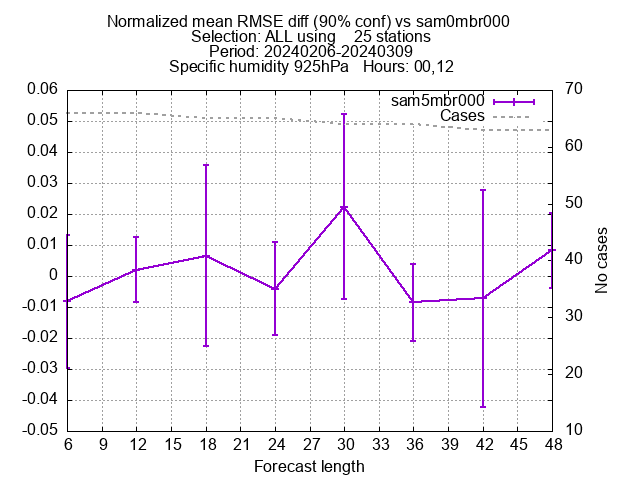 Normalized mean RMSE diff (90% conf) vs sam0mbr000
Selection: ALL using    25 stations
Period: 20240206-20240309
Specific humidity 925hPa   Hours: 00,12
sam5mbr000
Cases
0.06
0.05
0.04
0.03
0.02
0.01
0
-0.01
-0.02
-0.03
-0.04
-0.05
70
60
50
40
30
20
10
No cases
6 9 12 15 18 21 24 27 30 33 36 39 42 45 48
Forecast length